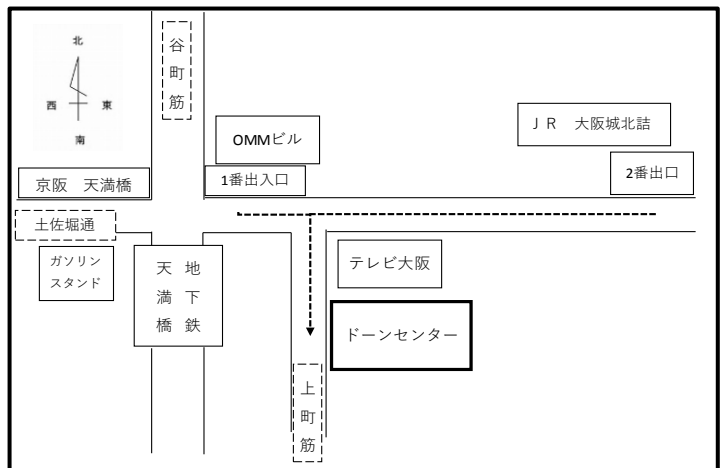 北
西 東
南
谷町筋
OMMビル
JR 大阪城北詰
京阪 天満橋
1番出入口
2番出口
土佐堀通
ガソリン
スタンド
地下鉄
天満橋
テレビ大阪
ドーンセンター
上町筋